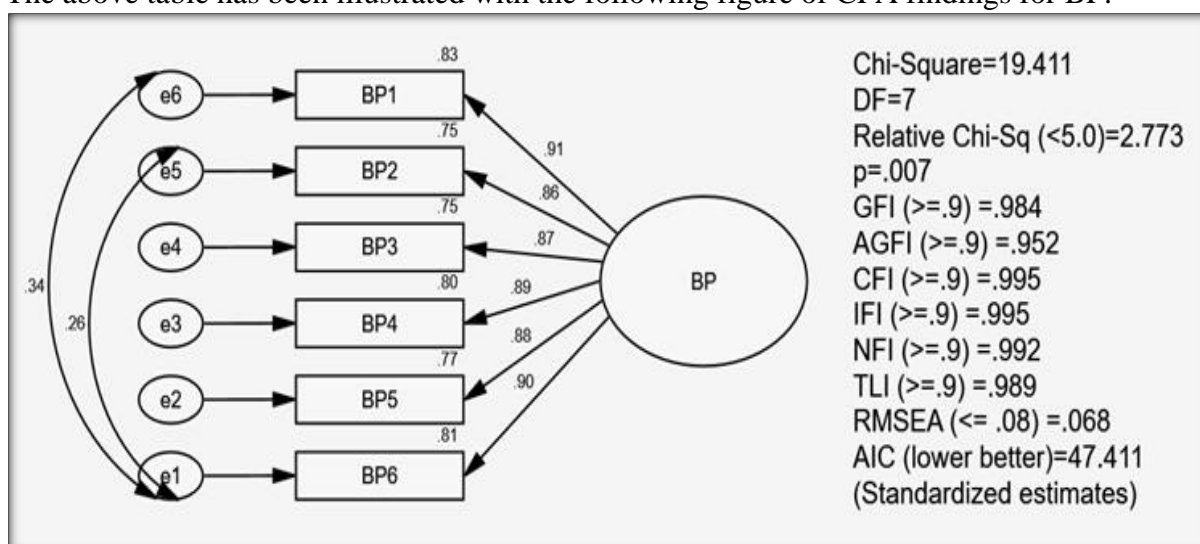 The above table has been illustrated with the following figure of CFA findings for BP.
.83
e6
BP1
.75
.91
e5
BP2
.86
.75
e4
BP3
.87
.34
.80
BP
.89
.26
e3
BP4
.88
.77
e2
BP5
.90
.81
e1
BP6
Chi-Square=19.411
DF=7
Relative Chi-Sq (<5.0)=2.773
p=.007
GFI (>=.9) =.984
AGFI (>=.9) =.952
CFI (>=.9) =.995
IFI (>=.9) =.995
NFI (>=.9) =.992
TLI (>=.9) =.989
RMSEA (<= .08) =.068
AIC (lower better)=47.411
(Standardized estimates)